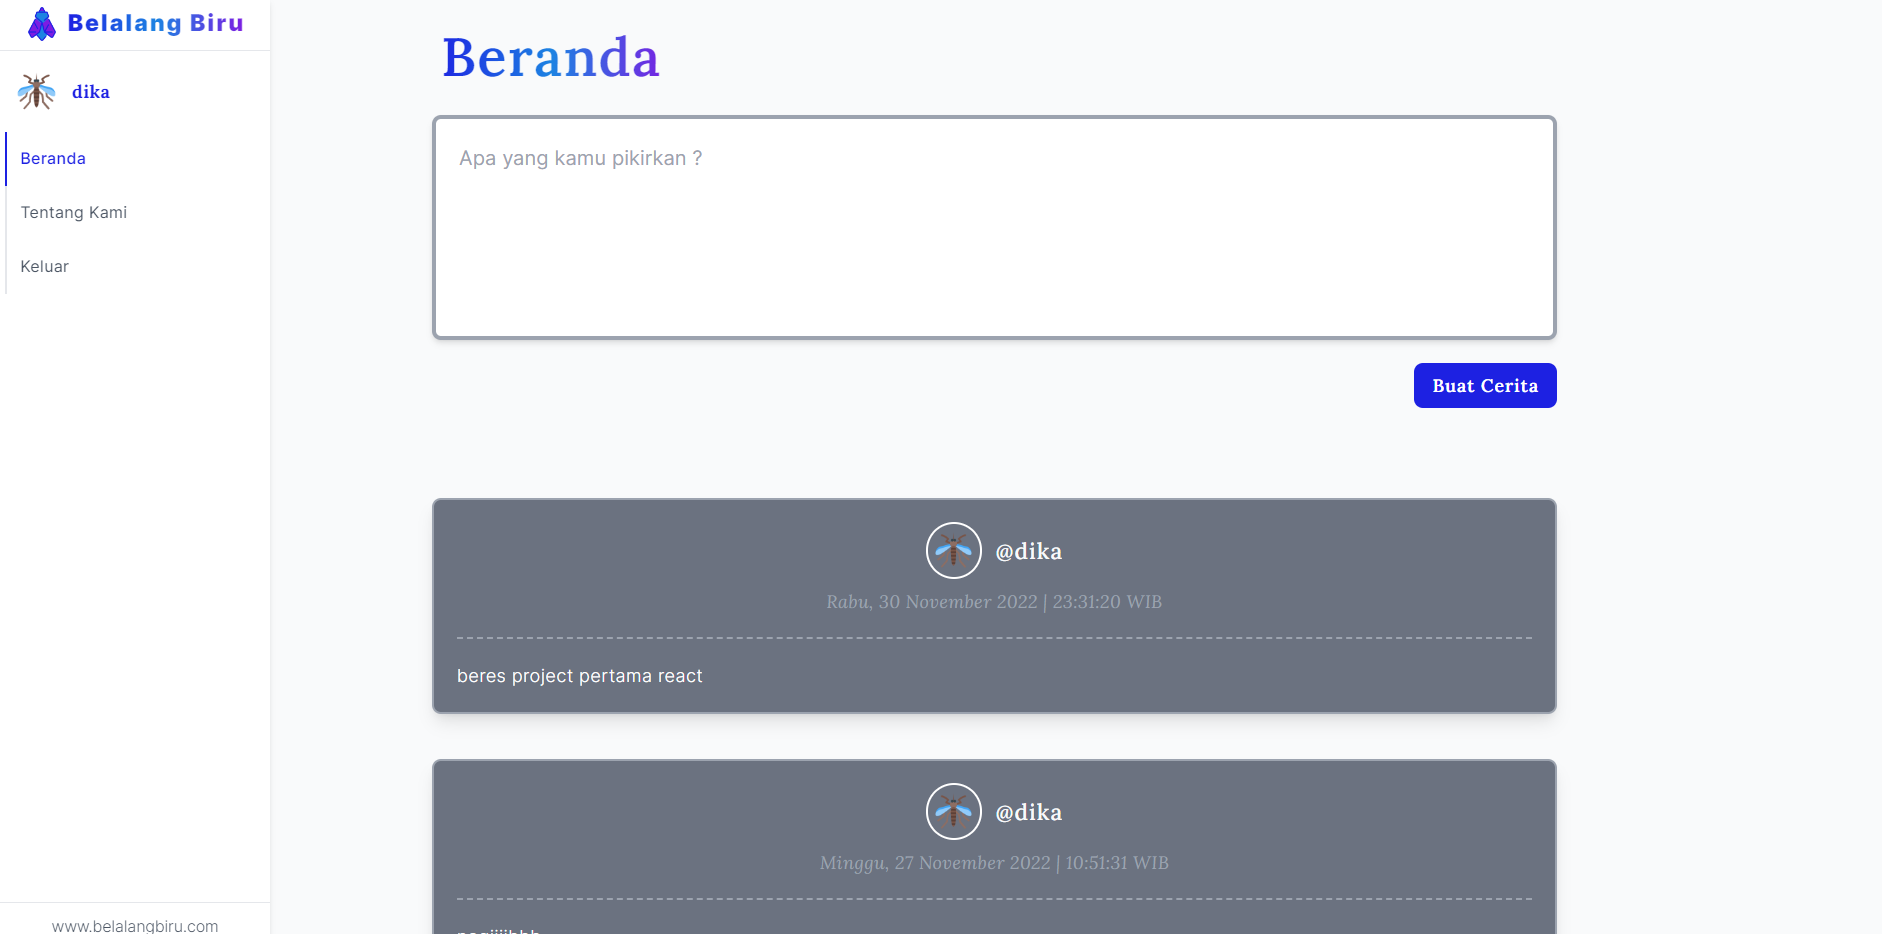 Belalang Biru
dika
Beranda
Tentang Kami
Keluar
www.belalangbiru.com
Beranda
Apa yang kamu pikirkan ?
Buat Cerita
@dika
Rabu, 30 November 2022 | 23:31:20 WIB
beres project pertama react
@dika
Minggu, 27 November 2022 | 10:51:31 WIB